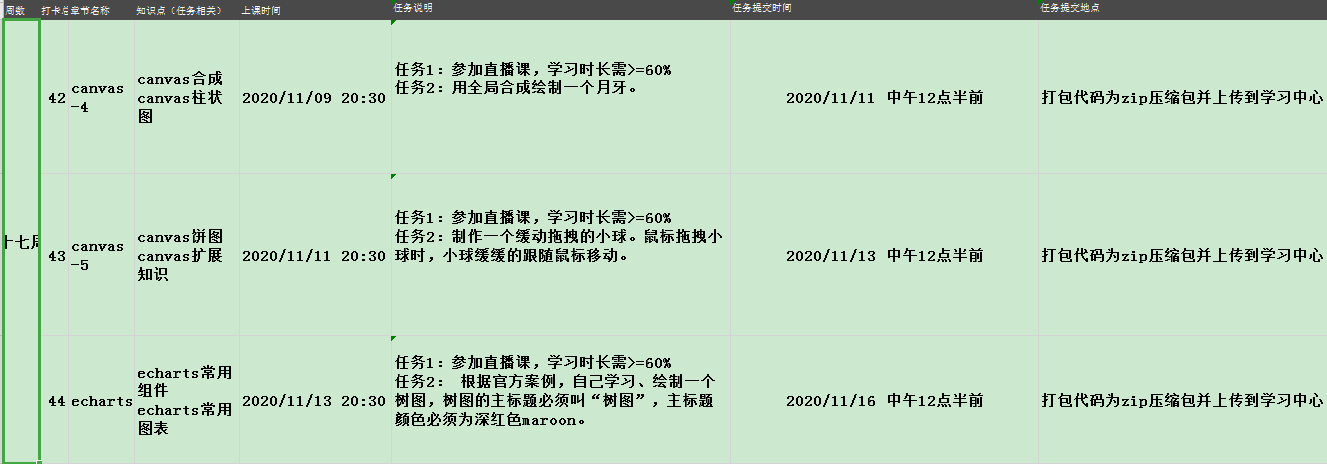 周数 打卡总 章节名称 知识点（任务相关） 上课时间 任务说明 任务提交时间 任务提交地点
十七周
42
canvas
-4
canvas合成
canvas柱状
图
2020/11/09 20:30
任务1：参加直播课，学习时长需>=60%
任务2：用全局合成绘制一个月牙。
2020/11/11 中午12点半前
打包代码为zip压缩包并上传到学习中心
43
canvas
-5
canvas饼图
canvas扩展
知识
2020/11/11 20:30
任务1：参加直播课，学习时长需>=60%
任务2：制作一个缓动拖拽的小球。鼠标拖拽小
球时，小球缓缓的跟随鼠标移动。
2020/11/13 中午12点半前
打包代码为zip压缩包并上传到学习中心
44
echarts
echarts常用
组件
echarts常用
图表
2020/11/13 20:30
任务1：参加直播课，学习时长需>=60%
任务2： 根据官方案例，自己学习、绘制一个
树图，树图的主标题必须叫“树图”，主标题
颜色必须为深红色maroon。
2020/11/16 中午12点半前
打包代码为zip压缩包并上传到学习中心